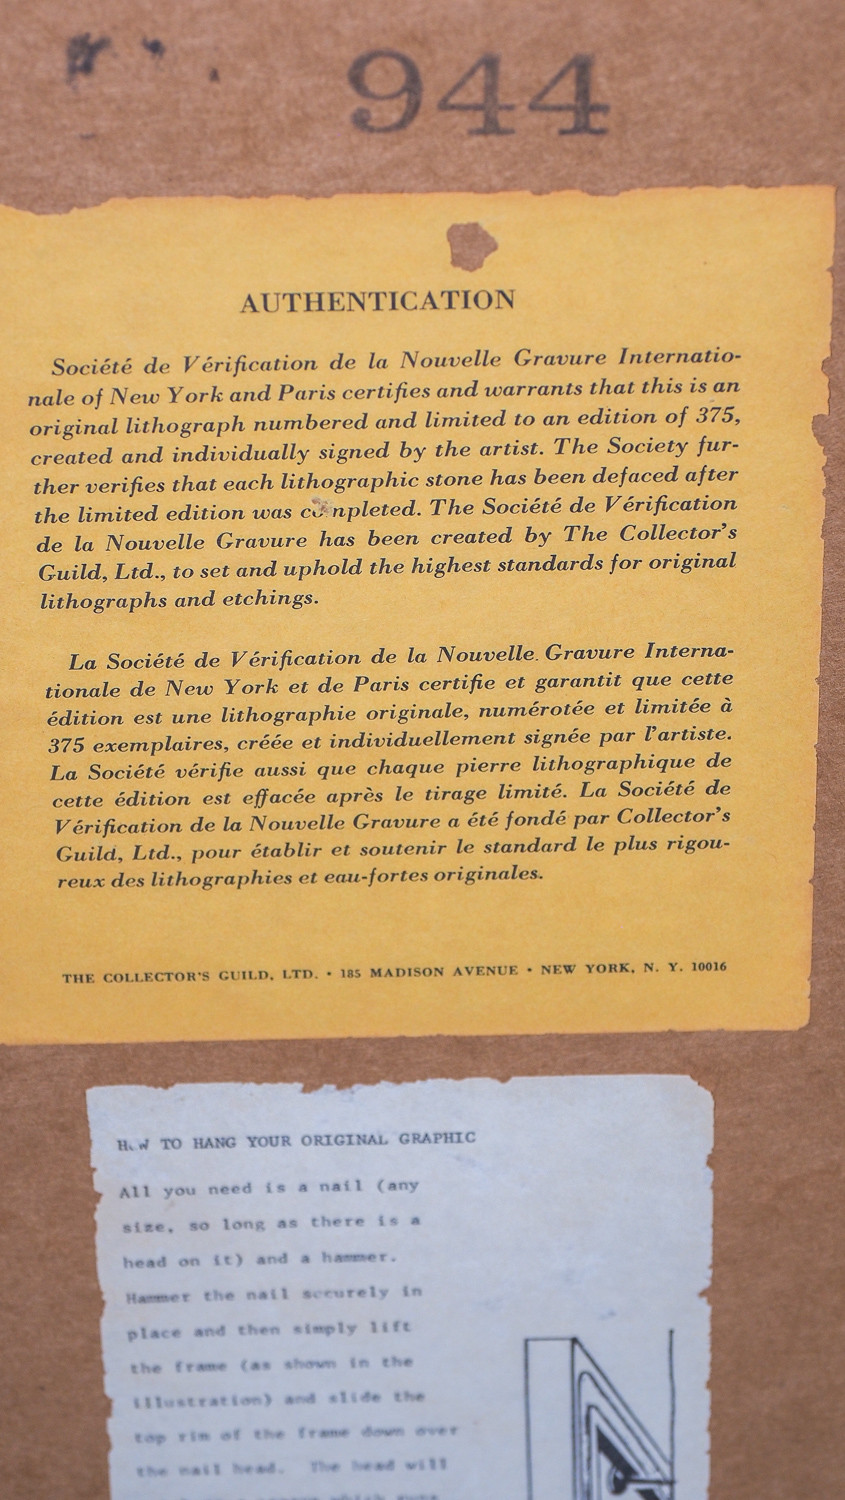 944
AUTHENTICATION
Société de Vérification de la Nouvelle Gravure Internatio-
nale of New York and Paris certifies and warrants that this is an
original lithograph numbered and limited to an edition of 375,
created and individually signed by the artist. The Society fur-
ther verifies that each lithographic stone has been defaced after
the limited edition was co npleted. The Société de Vérification
de la Nouvelle Gravure has been created by The Collector's
Guild, Ltd., to set and uphold the highest standards for original
lithographs and etchings.
La Société de Vérification de la Nouvelle Gravure Interna-
tionale de New York et de Paris certifie et garantit que cette
édition est une lithographie originale, numérotée et limitée à
375 exemplaires, créée et individuellement signée par l'artiste.
La Société vérifie aussi que chaque pierre lithographique de
cette édition est effacée après le tirage limité. La Société de
Vérification de la Nouvelle Gravure a été fondé par Collector's
Guild, Ltd., pour établir et soutenir le standard le plus rigou-
reux des lithographies et eau-fortes originales.
THE COLLECTOR'S GUILD, LTD. • 185 MADISON AVENUE • NEW YORK, N. Y. 10016
HOW TO HANG YOUR ORIGINAL GRAPHIC
All you need is a nail (any
size, so long as there is a
head on it) and a hammer.
Hammer the nail securely in
place and then simply lift
the frame (as shown in the
illustration) and slide the
top rim of the frame down over
the nail head. The head will